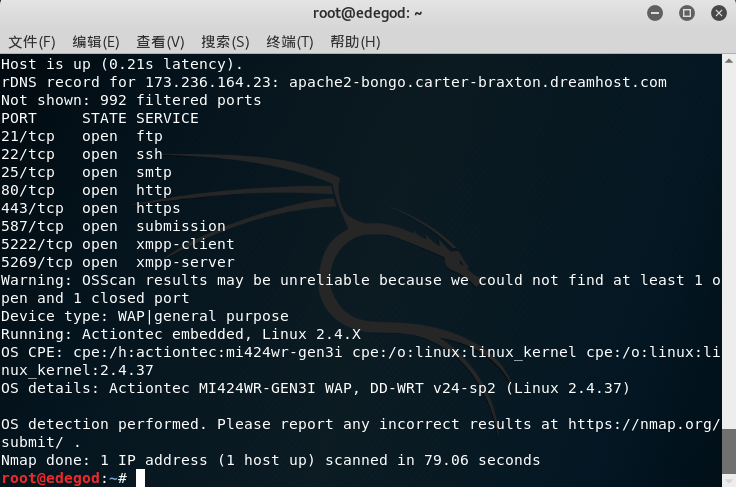 root@edegod: ~
文件(F) 编辑(E) 查看(V) 搜索(S) 终端(T) 帮助(H)
Host is up (0.21s latency).
rDNS record for 173.236.164.23: apache2-bongo.carter-braxton.dreamhost.com
Not shown: 992 filtered ports
PORT     STATE SERVICE
21/tcp   open  ftp
22/tcp   open  ssh
25/tcp   open  smtp
80/tcp   open  http
443/tcp  open  https
587/tcp  open  submission
5222/tcp open  xmpp-client
5269/tcp open  xmpp-server
Warning: OSScan results may be unreliable because we could not find at least 1 o
pen and 1 closed port
Device type: WAP|general purpose
Running: Actiontec embedded, Linux 2.4.X
OS CPE: cpe:/h:actiontec:mi424wr-gen3i cpe:/o:linux:linux_kernel cpe:/o:linux:li
nux_kernel:2.4.37
OS details: Actiontec MI424WR-GEN3I WAP, DD-WRT v24-sp2 (Linux 2.4.37)
OS detection performed. Please report any incorrect results at https://nmap.org/
submit/ .
Nmap done: 1 IP address (1 host up) scanned in 79.06 seconds
root@edegod:~#